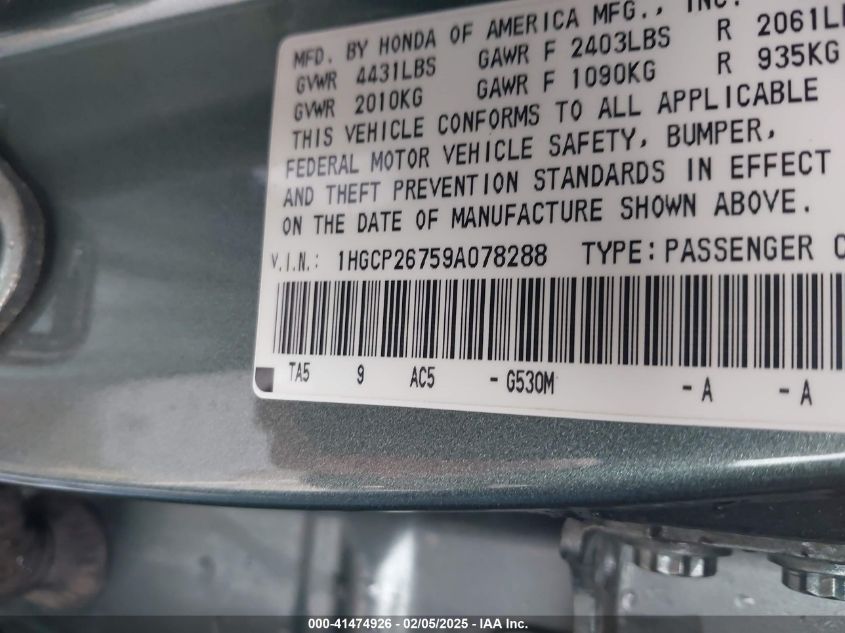 MFD. BY HONDA OF AMERICA MFG., INC.
GVWR 4431LBS GAWR F 2403LBS R 2061L
GVWR 2010KG GAWR F 1090KG R 935KG
THIS VEHICLE CONFORMS TO ALL APPLICABLE
FEDERAL MOTOR VEHICLE SAFETY, BUMPER,
AND THEFT PREVENTION STANDARDS IN EFFECT
ON THE DATE OF MANUFACTURE SHOWN ABOVE.
V.I.N.: 1HGCP26759A078288 TYPE: PASSENGER C
TA5 9 AC5 - G530M - A - A
000-41474926 - 02/05/2025 - IAA Inc.